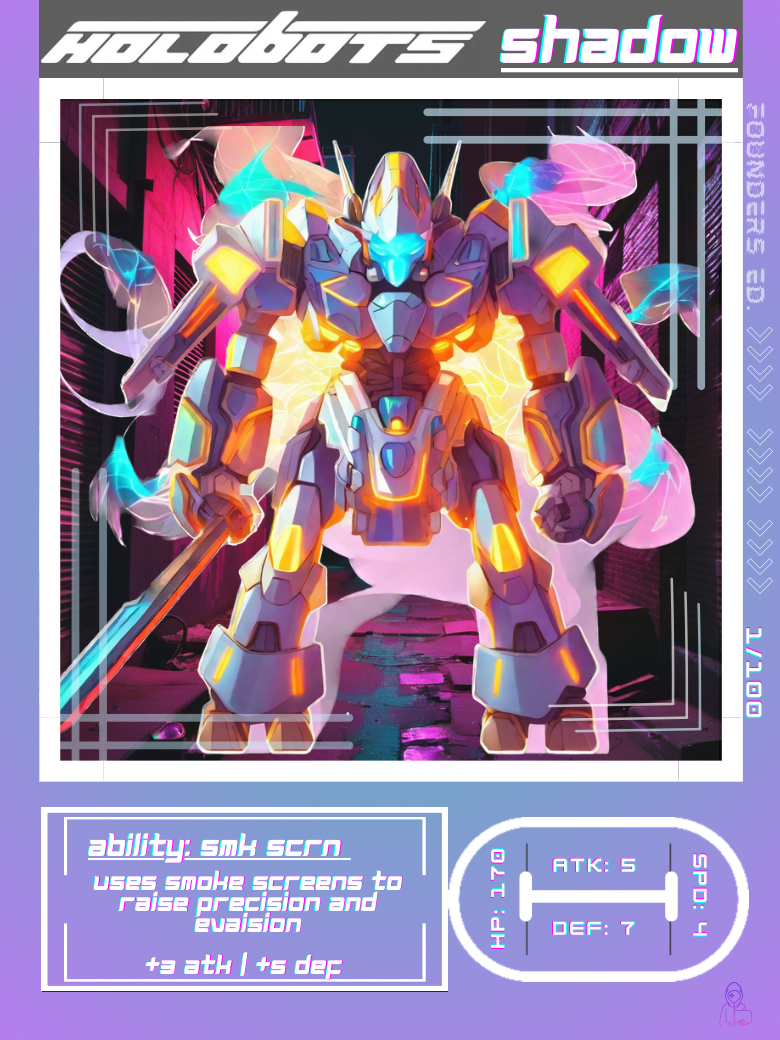 HOLOBOTS shadow
FOUNDERS ED.
1/100
ability: smk scrn
uses smoke screens to
raise precision and
evaision
+3 atk | +5 def
HP: 170
ATK: 5
DEF: 7
SPD: 4